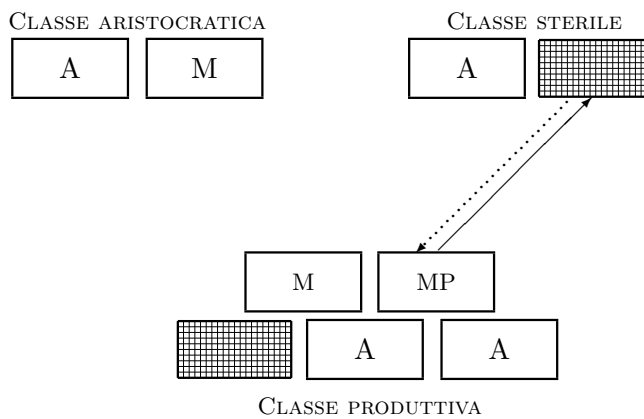 CLASSE ARISTOCRATICA CLASSE STERILE
A M A
M MP
A A
CLASSE PRODUTTIVA